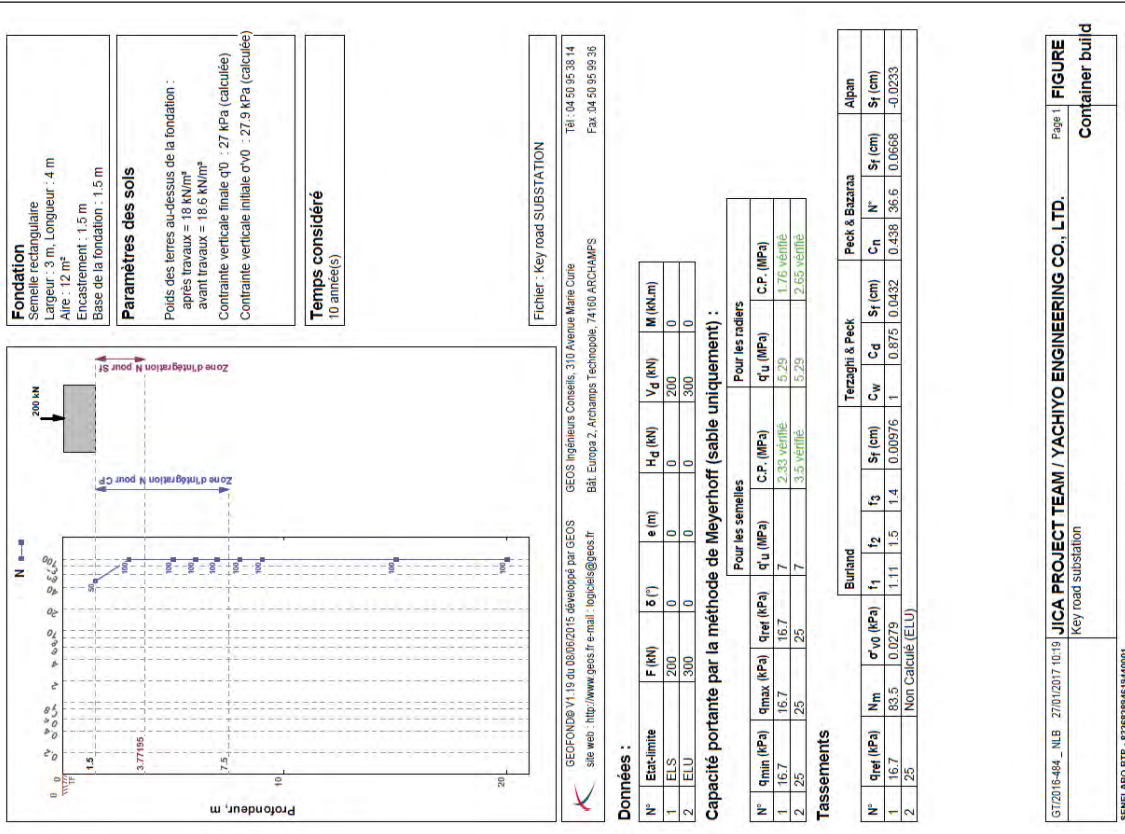 Fondation
Semelle rectangulaire
Largeur : 3 m, Longueur : 4 m
Aire : 12 m²
Encastrement : 1.5 m
Base de la fondation : 1.5 m
Paramètres des sols
Poids des terres au-dessus de la fondation :
après travaux = 18 kN/m³
avant travaux = 18.6 kN/m³
Contrainte verticale finale q'0 : 27 kPa (calculée)
Contrainte verticale initiale σ'v0 : 27.9 kPa (calculée)
Temps considéré
10 année(s)
Fichier : Key road SUBSTATION
200 kN
Zone d'intégration N pour Sf
Zone d'intégration N pour CP
N
0
TF
1.5
3.77195
7.5
10
20
Profondeur, m
50
100
100
100
100
100
100
100
100
GEOFOND® V1.19 du 08/06/2015 développé par GEOS
site web : http://www.geos.fr e-mail : logiciels@geos.fr
GEOS Ingénieurs Conseils, 310 Avenue Marie Curie
Bât. Europa 2, Archamps Technopole, 74160 ARCHAMPS
Tél : 04 50 95 38 14
Fax :04 50 95 99 36
Données :
N° Etat-limite F (kN) δ (°) e (m) Hd (kN) Vd (kN) M (kN.m)
1 ELS 200 0 0 0 200 0
2 ELU 300 0 0 0 300 0
Capacité portante par la méthode de Meyerhoff (sable uniquement) :
Pour les semelles Pour les radiers
N° qmin (kPa) qmax (kPa) qref (kPa) q'u (MPa) C.P. (MPa) q'u (MPa) C.P. (MPa)
1 16.7 16.7 16.7 7 2.33 vérifié 5.29 1.76 vérifié
2 25 25 25 7 3.5 vérifié 5.29 2.65 vérifié
Tassements
Burland Terzaghi & Peck Peck & Bazaraa Alpan
N° qref (kPa) Nm σ'v0 (kPa) f1 f2 f3 Sf (cm) Cw Cd Sf (cm) Cn N° Sf (cm) Sf (cm)
1 16.7 83.5 0.0279 1.11 1.5 1.4 0.00976 1 0.875 0.0432 0.438 36.6 0.0668 -0.0233
2 25 Non Calculé (ELU)
GT/2016-484 _ NLB 27/01/2017 10:19 JICA PROJECT TEAM / YACHIYO ENGINEERING CO., LTD. Page 1 FIGURE
Key road substation
Container build